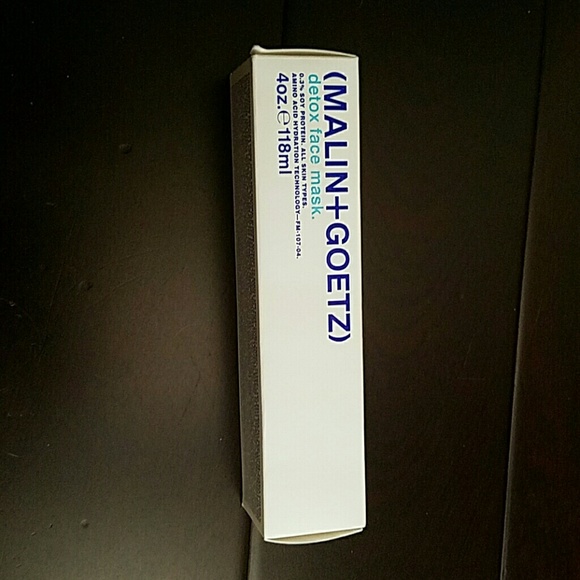 (MALIN+GOETZ)
detox face mask.
0.3% SOY PROTEIN. ALL SKIN TYPES.
AMINO ACID HYDRATION TECHNOLOGY—FM-107-04.
4oz.℮118ml